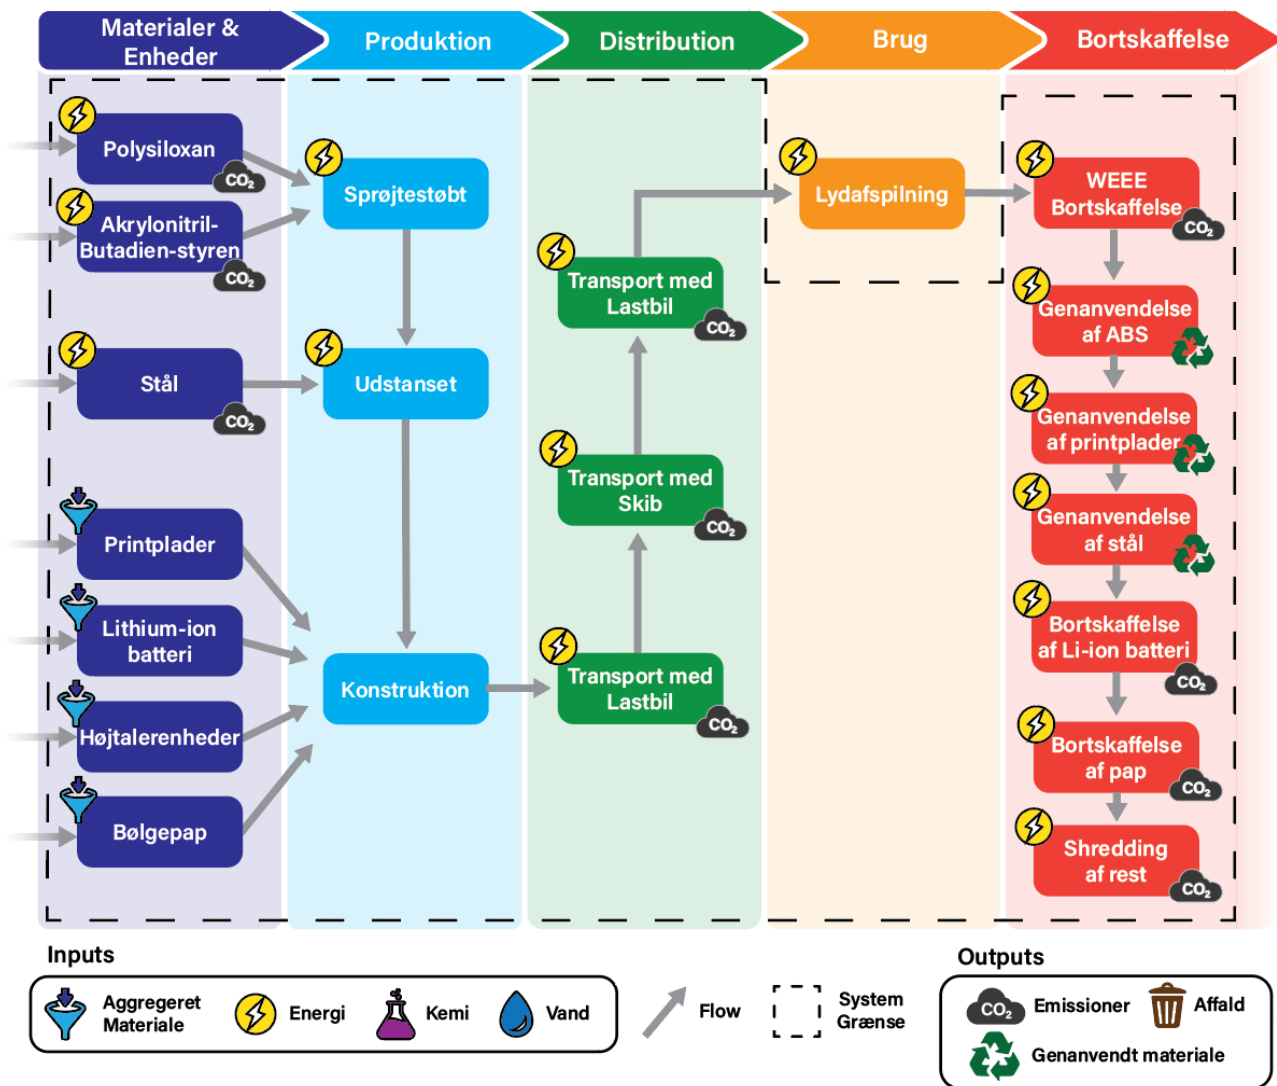 Materialer &
Enheder
Produktion
Distribution
Brug
Bortskaffelse
Polysiloxan
CO₂
Akrylonitril-
Butadien-styren
CO₂
Stål
CO₂
Printplader
Lithium-ion
batteri
Højtalerenheder
Bølgepap
Sprøjtestøbt
Udstanset
Konstruktion
Transport med
Lastbil
CO₂
Transport med
Skib
CO₂
Transport med
Lastbil
CO₂
Lydafspilning
WEEE
Bortskaffelse
CO₂
Genanvendelse
af ABS
Genanvendelse
af printplader
Genanvendelse
af stål
Bortskaffelse
af Li-ion batteri
CO₂
Bortskaffelse
af pap
CO₂
Shredding
af rest
CO₂
Inputs
Aggregeret
Materiale
Energi
Kemi
Vand
Flow
System
Grænse
Outputs
CO₂
Emissioner
Affald
Genanvendt materiale